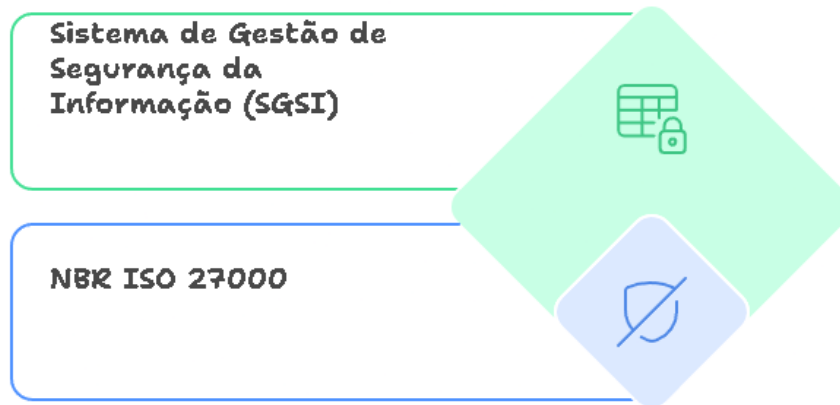 Sistema de Gestão de
Segurança da
Informação (SGSI)
NBR ISO 27000